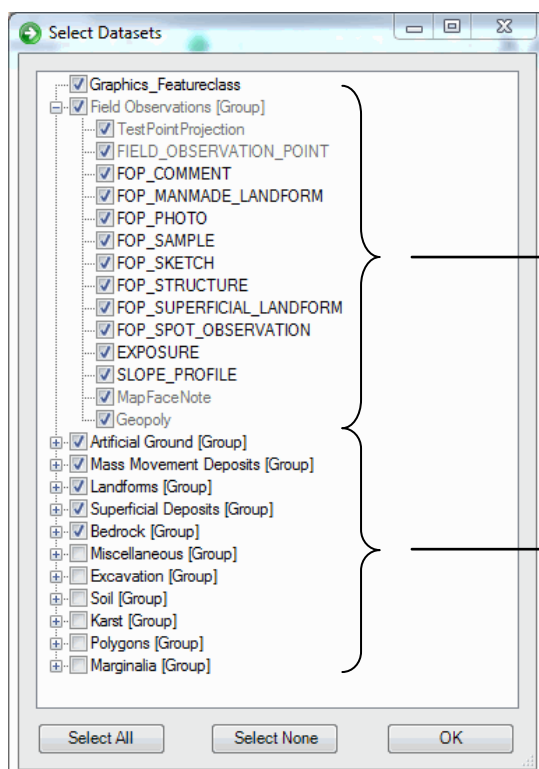 Select Datasets
Graphics_Featureclass
Field Observations [Group]
TestPointProjection
FIELD_OBSERVATION_POINT
FOP_COMMENT
FOP_MANMADE_LANDFORM
FOP_PHOTO
FOP_SAMPLE
FOP_SKETCH
FOP_STRUCTURE
FOP_SUPERFICIAL_LANDFORM
FOP_SPOT_OBSERVATION
EXPOSURE
SLOPE_PROFILE
MapFaceNote
Geopoly
Artificial Ground [Group]
Mass Movement Deposits [Group]
Landforms [Group]
Superficial Deposits [Group]
Bedrock [Group]
Miscellaneous [Group]
Excavation [Group]
Soil [Group]
Karst [Group]
Polygons [Group]
Marginalia [Group]
Select All Select None OK